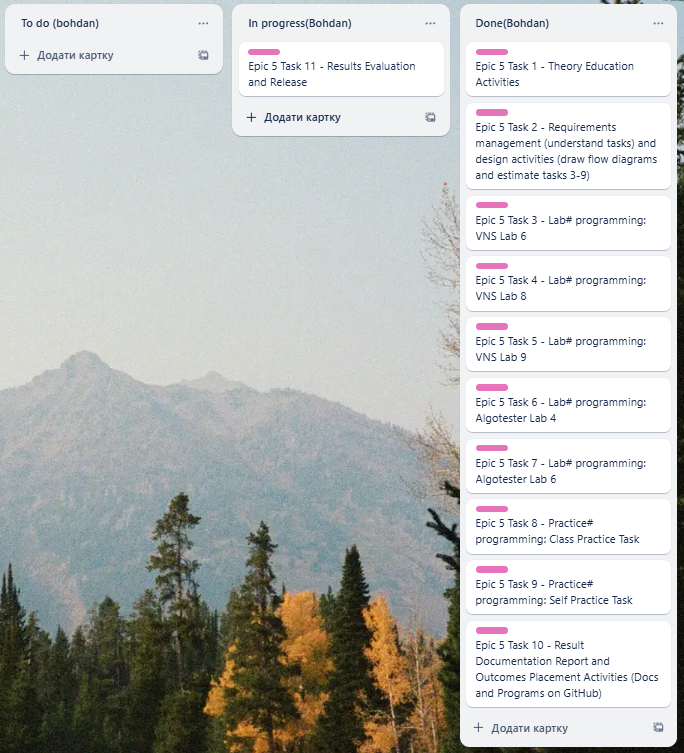 To do (bohdan)
Додати картку
In progress(Bohdan)
Epic 5 Task 11 - Results Evaluation
and Release
Додати картку
Done(Bohdan)
Epic 5 Task 1 - Theory Education
Activities
Epic 5 Task 2 - Requirements
management (understand tasks) and
design activities (draw flow diagrams
and estimate tasks 3-9)
Epic 5 Task 3 - Lab# programming:
VNS Lab 6
Epic 5 Task 4 - Lab# programming:
VNS Lab 8
Epic 5 Task 5 - Lab# programming:
VNS Lab 9
Epic 5 Task 6 - Lab# programming:
Algotester Lab 4
Epic 5 Task 7 - Lab# programming:
Algotester Lab 6
Epic 5 Task 8 - Practice#
programming: Class Practice Task
Epic 5 Task 9 - Practice#
programming: Self Practice Task
Epic 5 Task 10 - Result
Documentation Report and
Outcomes Placement Activities (Docs
and Programs on GitHub)
Додати картку